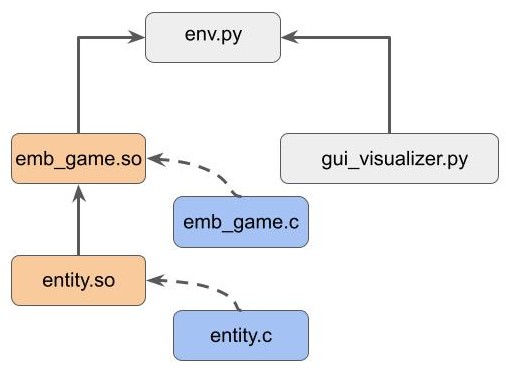 env.py
emb_game.so
gui_visualizer.py
emb_game.c
entity.so
entity.c